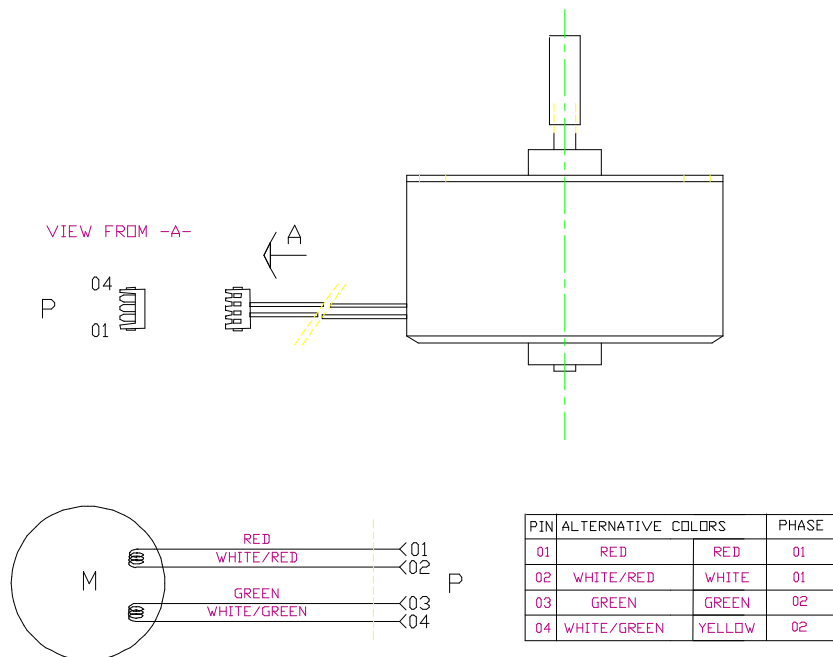 A
VIEW FROM -A-
04
P
01
RED
01
WHITE/RED
02
M
P
GREEN
03
WHITE/GREEN
04
PIN ALTERNATIVE COLORS PHASE
01 RED RED 01
02 WHITE/RED WHITE 01
03 GREEN GREEN 02
04 WHITE/GREEN YELLOW 02